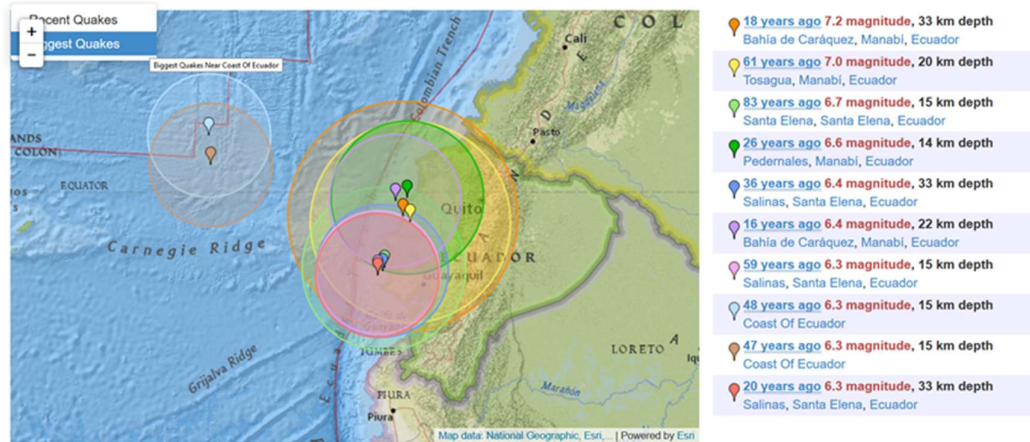 Recent Quakes
+
Biggest Quakes
−
Biggest Quakes Near Coast Of Ecuador
Colombian Trench
COL
Cali
Magdalena
Pasto
ANDS
COLON)
EQUATOR
Carnegie Ridge
Quito
ECUADOR
Guayaquil
Grijalva Ridge
TUMBES
PIURA
Piura
LORETO
A
Iqu
Marañón
Map data: National Geographic, Esri,... | Powered by Esri
18 years ago 7.2 magnitude, 33 km depth
Bahía de Caráquez, Manabí, Ecuador
61 years ago 7.0 magnitude, 20 km depth
Tosagua, Manabí, Ecuador
83 years ago 6.7 magnitude, 15 km depth
Santa Elena, Santa Elena, Ecuador
26 years ago 6.6 magnitude, 14 km depth
Pedernales, Manabí, Ecuador
36 years ago 6.4 magnitude, 33 km depth
Salinas, Santa Elena, Ecuador
16 years ago 6.4 magnitude, 22 km depth
Bahía de Caráquez, Manabí, Ecuador
59 years ago 6.3 magnitude, 15 km depth
Salinas, Santa Elena, Ecuador
48 years ago 6.3 magnitude, 15 km depth
Coast Of Ecuador
47 years ago 6.3 magnitude, 15 km depth
Coast Of Ecuador
20 years ago 6.3 magnitude, 33 km depth
Salinas, Santa Elena, Ecuador